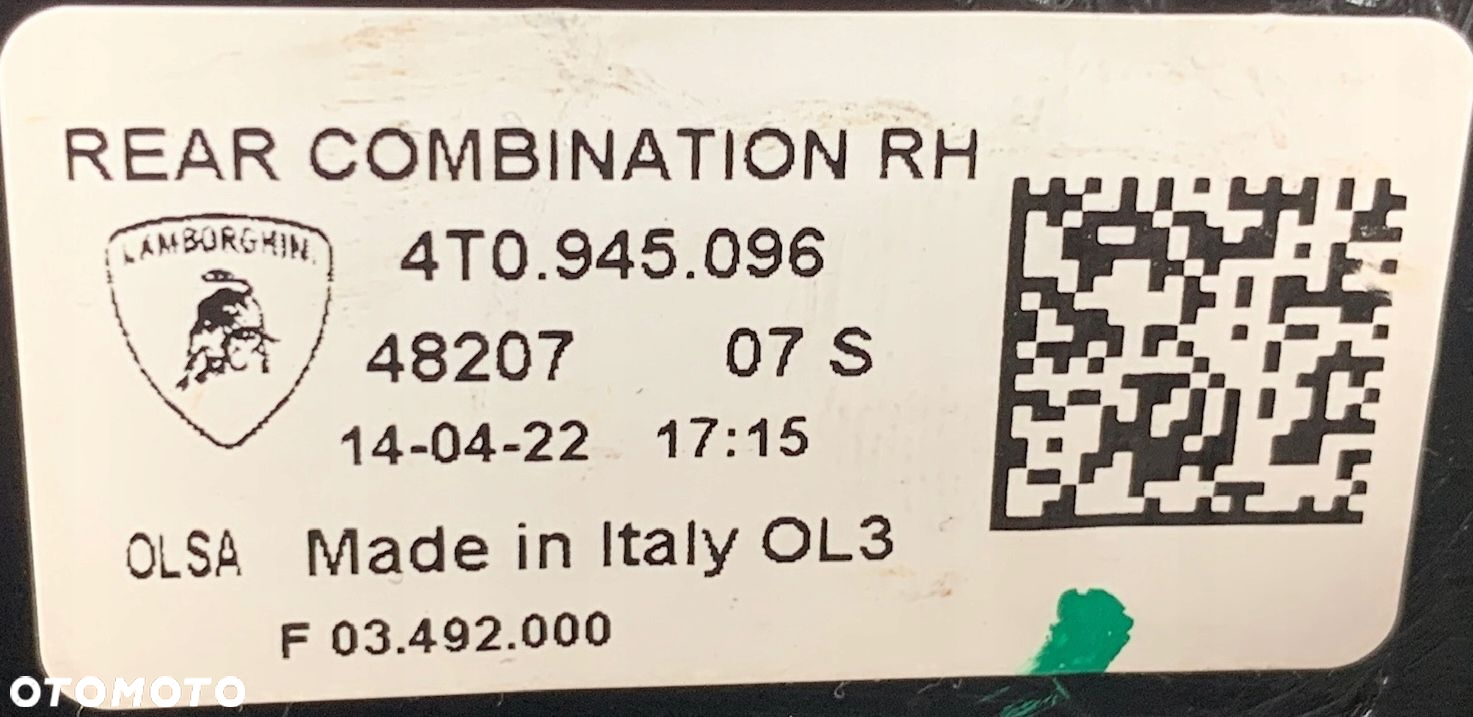 REAR COMBINATION RH
LAMBORGHINI
4T0.945.096
48207 07 S
14-04-22 17:15
OLSA Made in Italy OL3
F 03.492.000
OTOMOTO